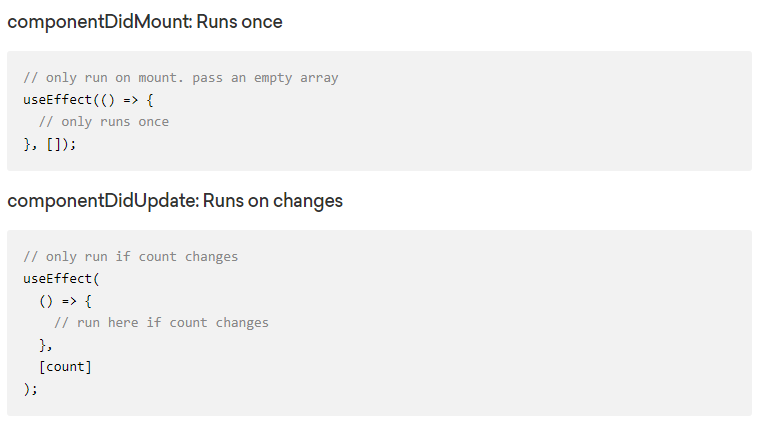 componentDidMount: Runs once
// only run on mount. pass an empty array
useEffect(() => {
  // only runs once
}, []);
componentDidUpdate: Runs on changes
// only run if count changes
useEffect(
  () => {
    // run here if count changes
  },
  [count]
);